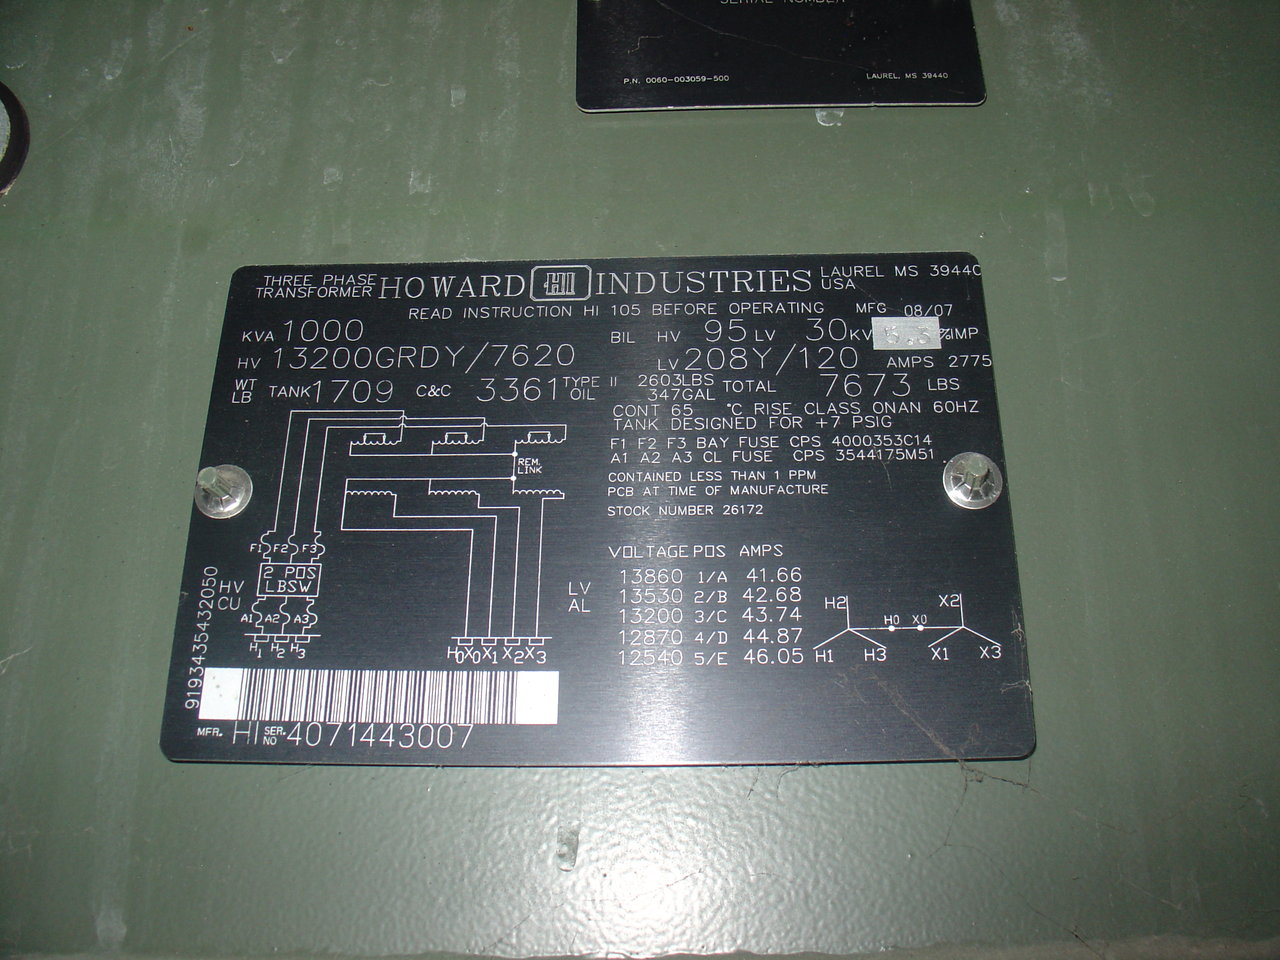 SERIAL NUMBER
P.N. 0060-003059-500 LAUREL, MS 39440
THREE PHASE TRANSFORMER HOWARD HI INDUSTRIES LAUREL MS 39440 USA
READ INSTRUCTION HI 105 BEFORE OPERATING MFG 08/07
KVA 1000 BIL HV 95 LV 30 KV 5.3 %IMP
HV 13200GRDY/7620 LV 208Y/120 AMPS 2775
WT LB TANK 1709 C&C 3361 TYPE II OIL 2603LBS 347GAL TOTAL 7673 LBS
CONT 65 °C RISE CLASS ONAN 60HZ
TANK DESIGNED FOR +7 PSIG
F1 F2 F3 BAY FUSE CPS 4000353C14
A1 A2 A3 CL FUSE CPS 3544175M51
REM. LINK
CONTAINED LESS THAN 1 PPM
PCB AT TIME OF MANUFACTURE
STOCK NUMBER 26172
F1 F2 F3
2 POS
LBSW
HV CU
A1 A2 A3
H1 H2 H3
LV AL
H0X0 X1 X2 X3
VOLTAGE POS AMPS
13860 1/A 41.66
13530 2/B 42.68
13200 3/C 43.74
12870 4/D 44.87
12540 5/E 46.05
H2 X2
H0 X0
H1 H3 X1 X3
9193435432050
MFR. HI SER. NO 4071443007